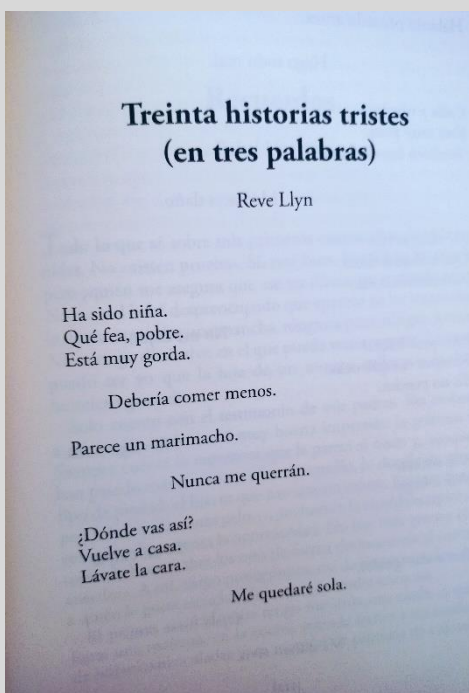 Treinta historias tristes
(en tres palabras)
Reve Llyn
Ha sido niña.
Qué fea, pobre.
Está muy gorda.
Debería comer menos.
Parece un marimacho.
Nunca me querrán.
¿Dónde vas así?
Vuelve a casa.
Lávate la cara.
Me quedaré sola.